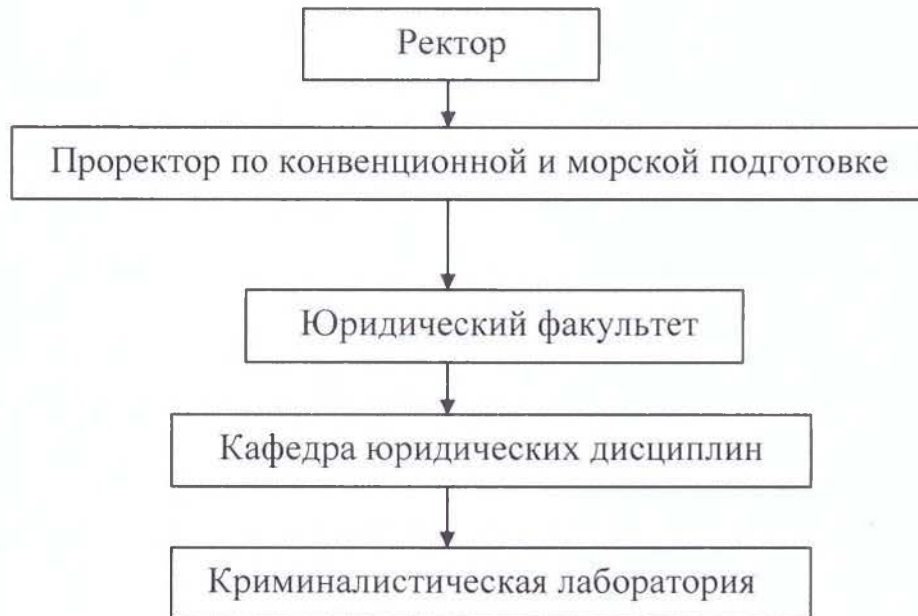 Ректор
Проректор по конвенционной и морской подготовке
Юридический факультет
Кафедра юридических дисциплин
Криминалистическая лаборатория